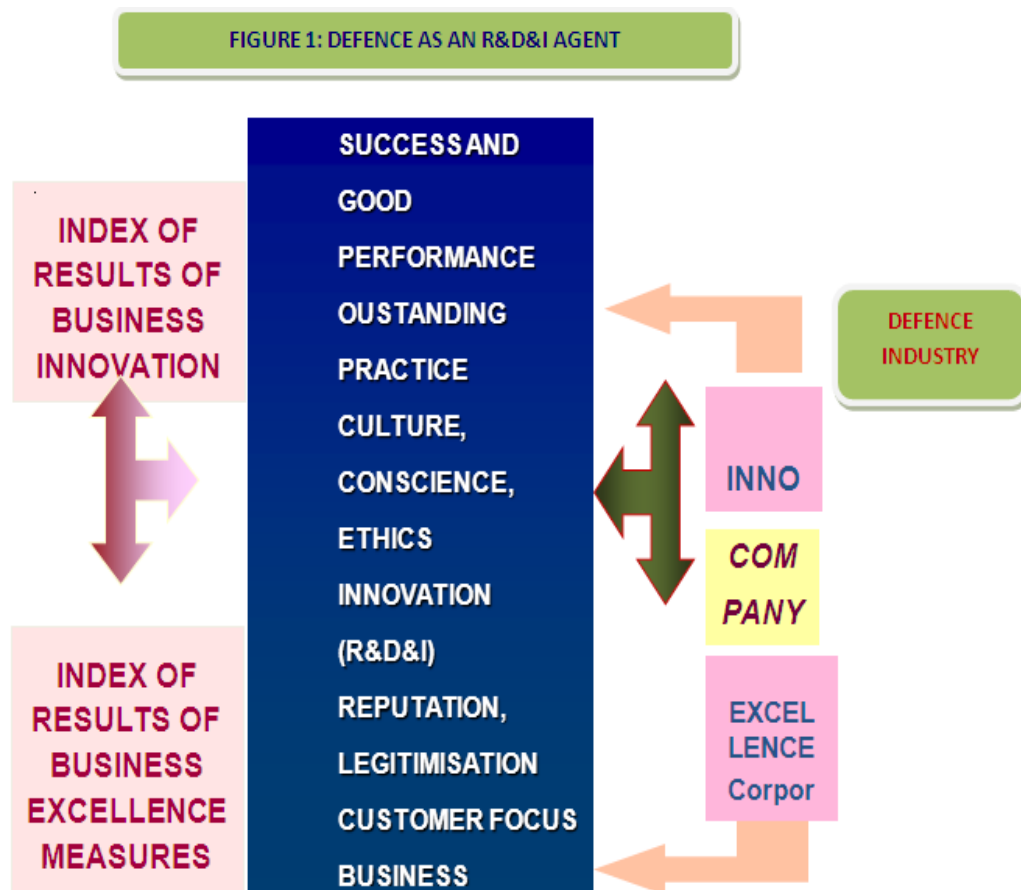 FIGURE 1: DEFENCE AS AN R&D&I AGENT
INDEX OF
RESULTS OF
BUSINESS
INNOVATION
INDEX OF
RESULTS OF
BUSINESS
EXCELLENCE
MEASURES
SUCCESS AND
GOOD
PERFORMANCE
OUSTANDING
PRACTICE
CULTURE,
CONSCIENCE,
ETHICS
INNOVATION
(R&D&I)
REPUTATION,
LEGITIMISATION
CUSTOMER FOCUS
BUSINESS
DEFENCE
INDUSTRY
INNO
COM
PANY
EXCEL
LENCE
Corpor